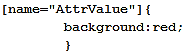 [name="AttrValue"]{
background:red;
}